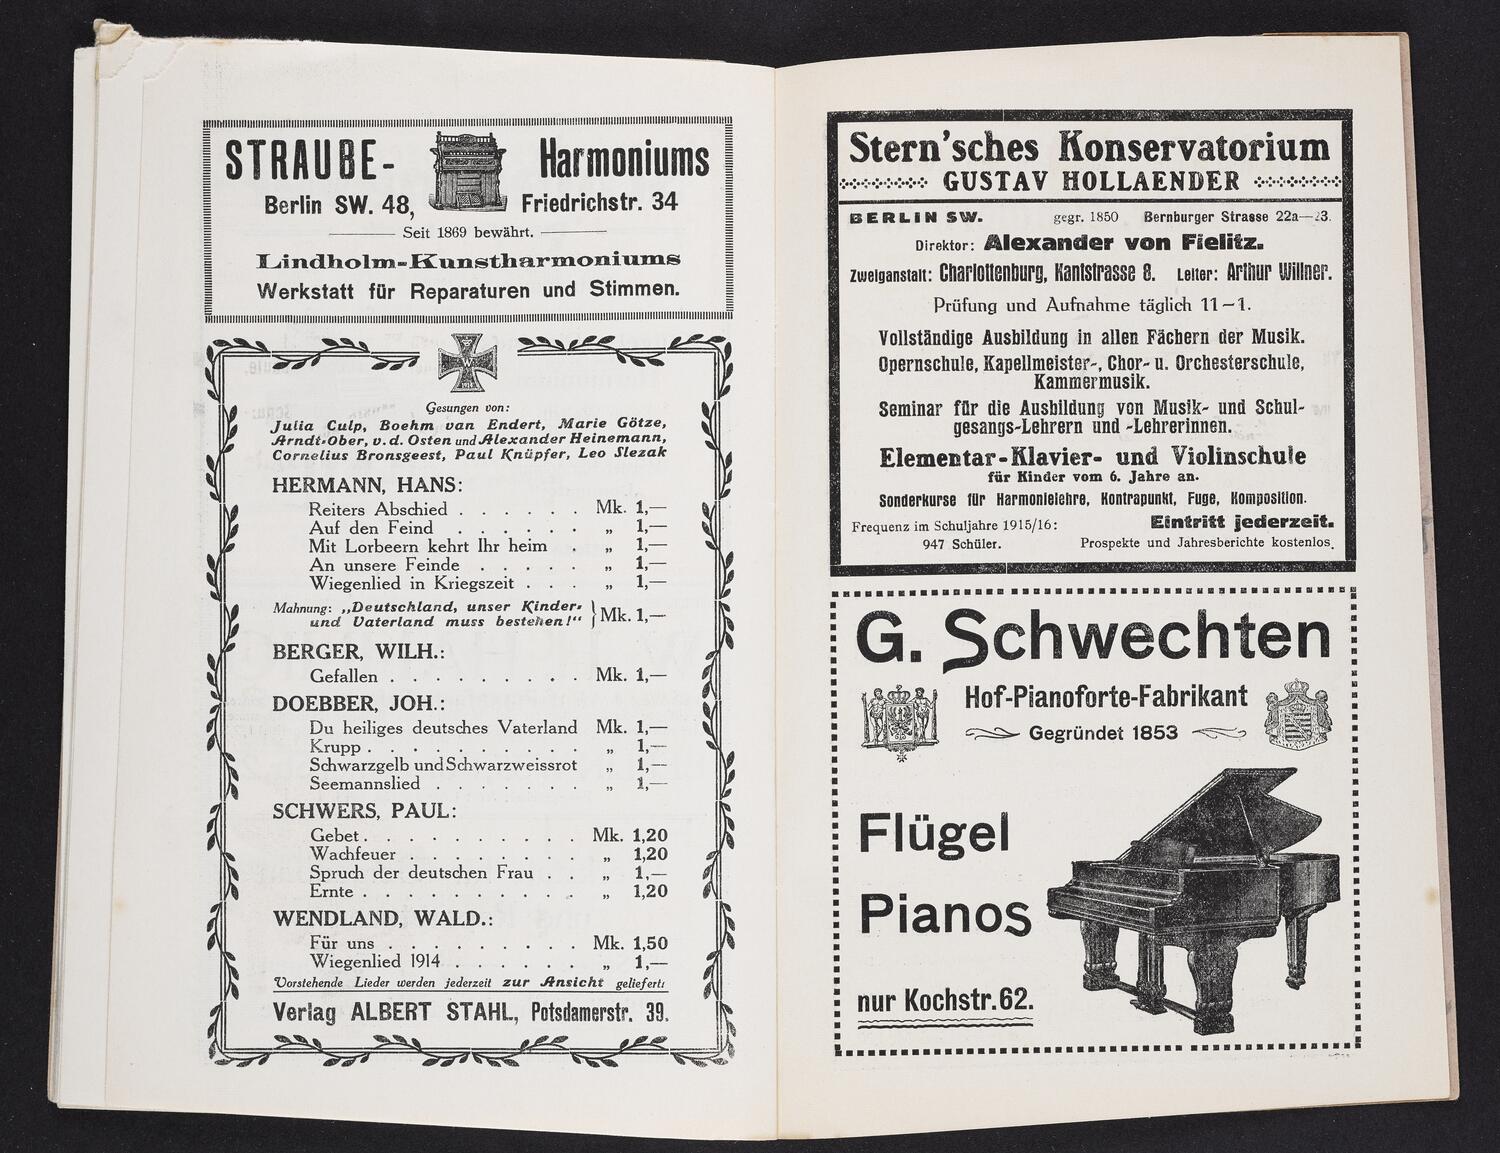 STRAUBE- Harmoniums
Berlin SW. 48, Friedrichstr. 34
Seit 1869 bewährt.
Lindholm-Kunstharmoniums
Werkstatt für Reparaturen und Stimmen.
Gesungen von:
Julia Culp, Boehm van Endert, Marie Götze,
Arndt-Ober, v. d. Osten und Alexander Heinemann,
Cornelius Bronsgeest, Paul Knüpfer, Leo Slezak
HERMANN, HANS:
Reiters Abschied . . . . . . Mk. 1,—
Auf den Feind . . . . . . „ 1,—
Mit Lorbeern kehrt Ihr heim . „ 1,—
An unsere Feinde . . . . . „ 1,—
Wiegenlied in Kriegszeit . . . „ 1,—
Mahnung: „Deutschland, unser Kinder-
und Vaterland muss bestehen!“ } Mk. 1,—
BERGER, WILH.:
Gefallen . . . . . . . . . Mk. 1,—
DOEBBER, JOH.:
Du heiliges deutsches Vaterland Mk. 1,—
Krupp . . . . . . . . . . „ 1,—
Schwarzgelb und Schwarzweissrot „ 1,—
Seemannslied . . . . . . . „ 1,—
SCHWERS, PAUL:
Gebet . . . . . . . . . . Mk. 1,20
Wachfeuer . . . . . . . . „ 1,20
Spruch der deutschen Frau . . „ 1,—
Ernte . . . . . . . . . . „ 1,20
WENDLAND, WALD.:
Für uns . . . . . . . . . Mk. 1,50
Wiegenlied 1914 . . . . . . „ 1,—
Vorstehende Lieder werden jederzeit zur Ansicht geliefert:
Verlag ALBERT STAHL, Potsdamerstr. 39.
Stern'sches Konservatorium
GUSTAV HOLLAENDER
BERLIN SW. gegr. 1850 Bernburger Strasse 22a—23.
Direktor: Alexander von Fielitz.
Zweiganstalt: Charlottenburg, Kantstrasse 8. Leiter: Arthur Willner.
Prüfung und Aufnahme täglich 11—1.
Vollständige Ausbildung in allen Fächern der Musik.
Opernschule, Kapellmeister-, Chor- u. Orchesterschule,
Kammermusik.
Seminar für die Ausbildung von Musik- und Schul-
gesangs-Lehrern und -Lehrerinnen.
Elementar-Klavier- und Violinschule
für Kinder vom 6. Jahre an.
Sonderkurse für Harmonielehre, Kontrapunkt, Fuge, Komposition.
Frequenz im Schuljahre 1915/16: Eintritt jederzeit.
947 Schüler. Prospekte und Jahresberichte kostenlos.
G. Schwechten
Hof-Pianoforte-Fabrikant
Gegründet 1853
Flügel
Pianos
nur Kochstr. 62.